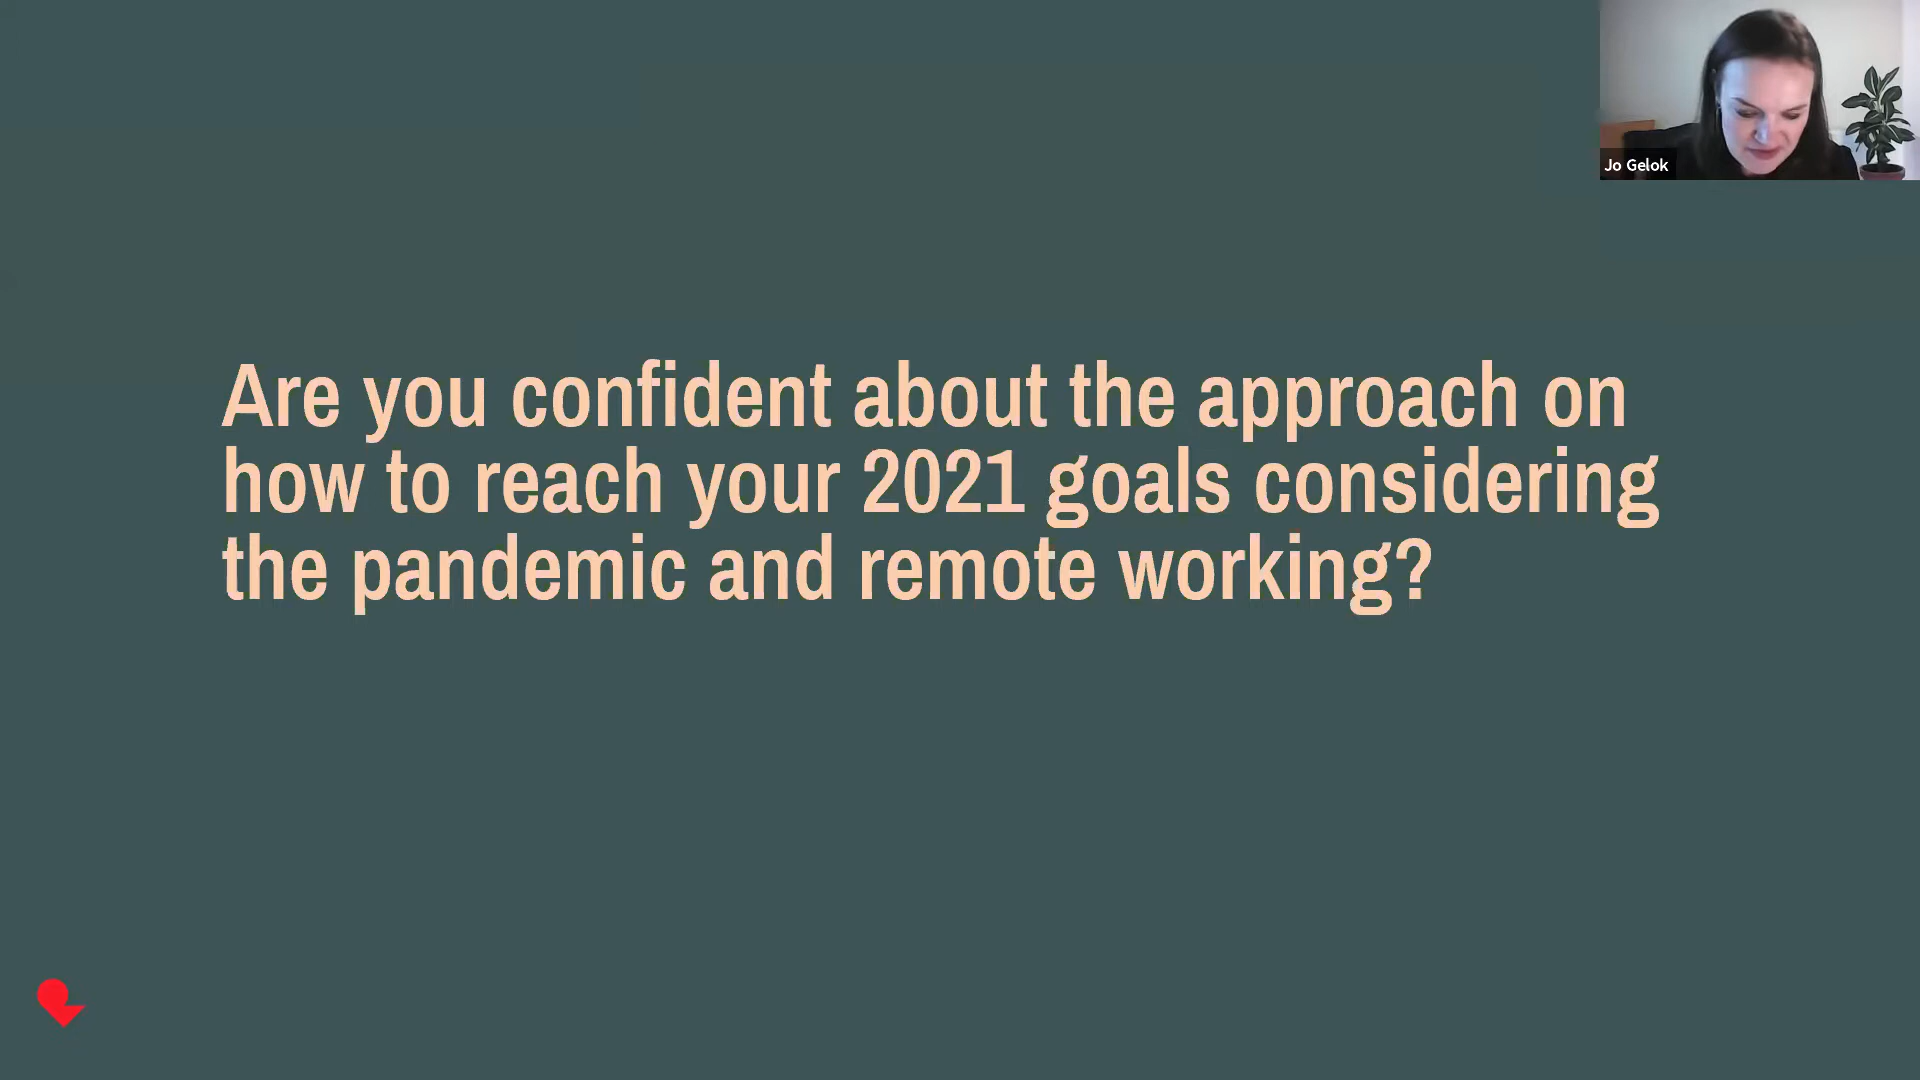 Jo Gelok
Are you confident about the approach on
how to reach your 2021 goals considering
the pandemic and remote working?